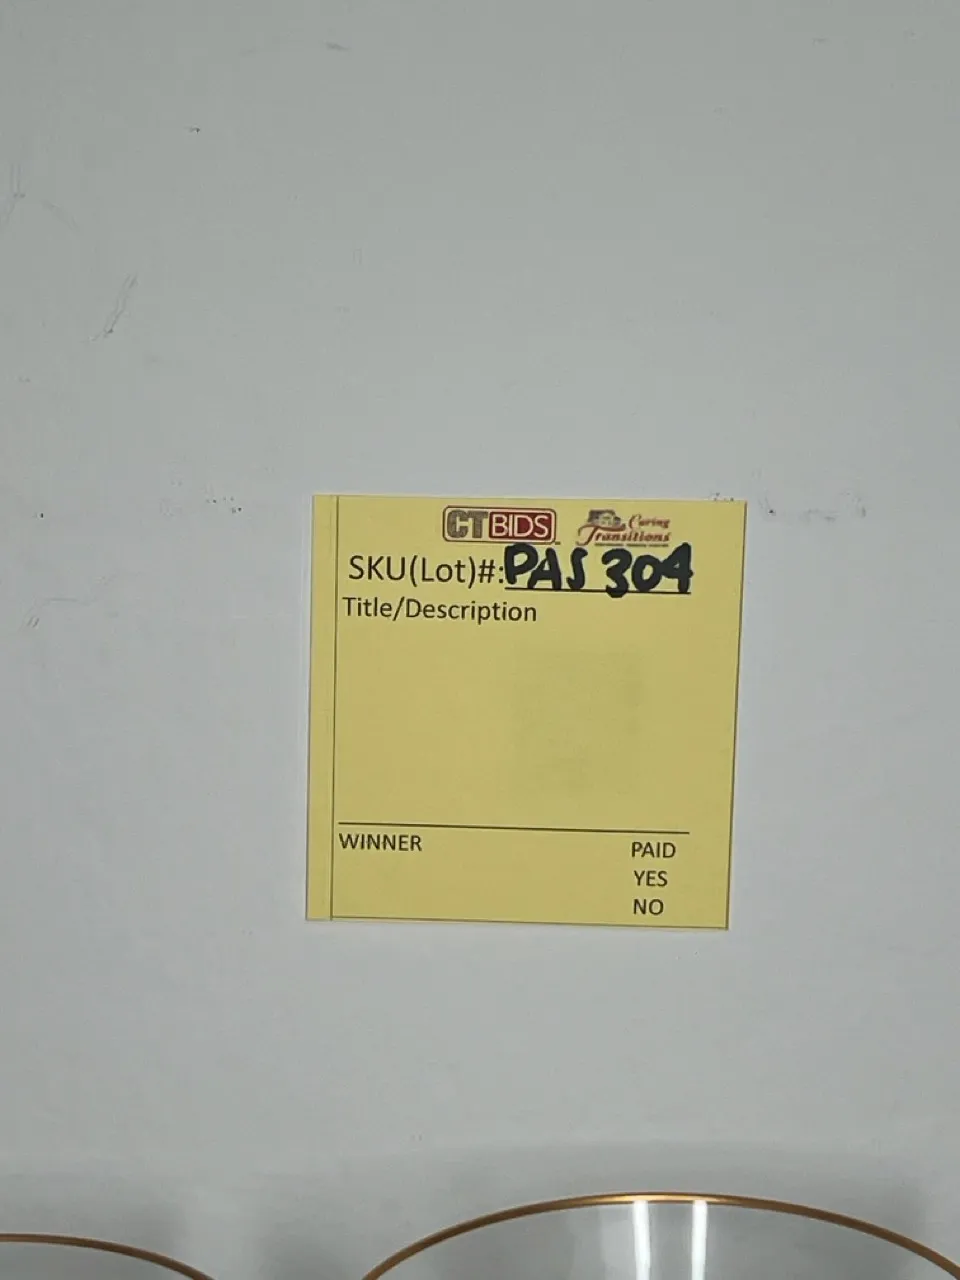 CTBIDS
Caring
Transitions
SKU(Lot)#: PAS 304
Title/Description
WINNER
PAID
YES
NO